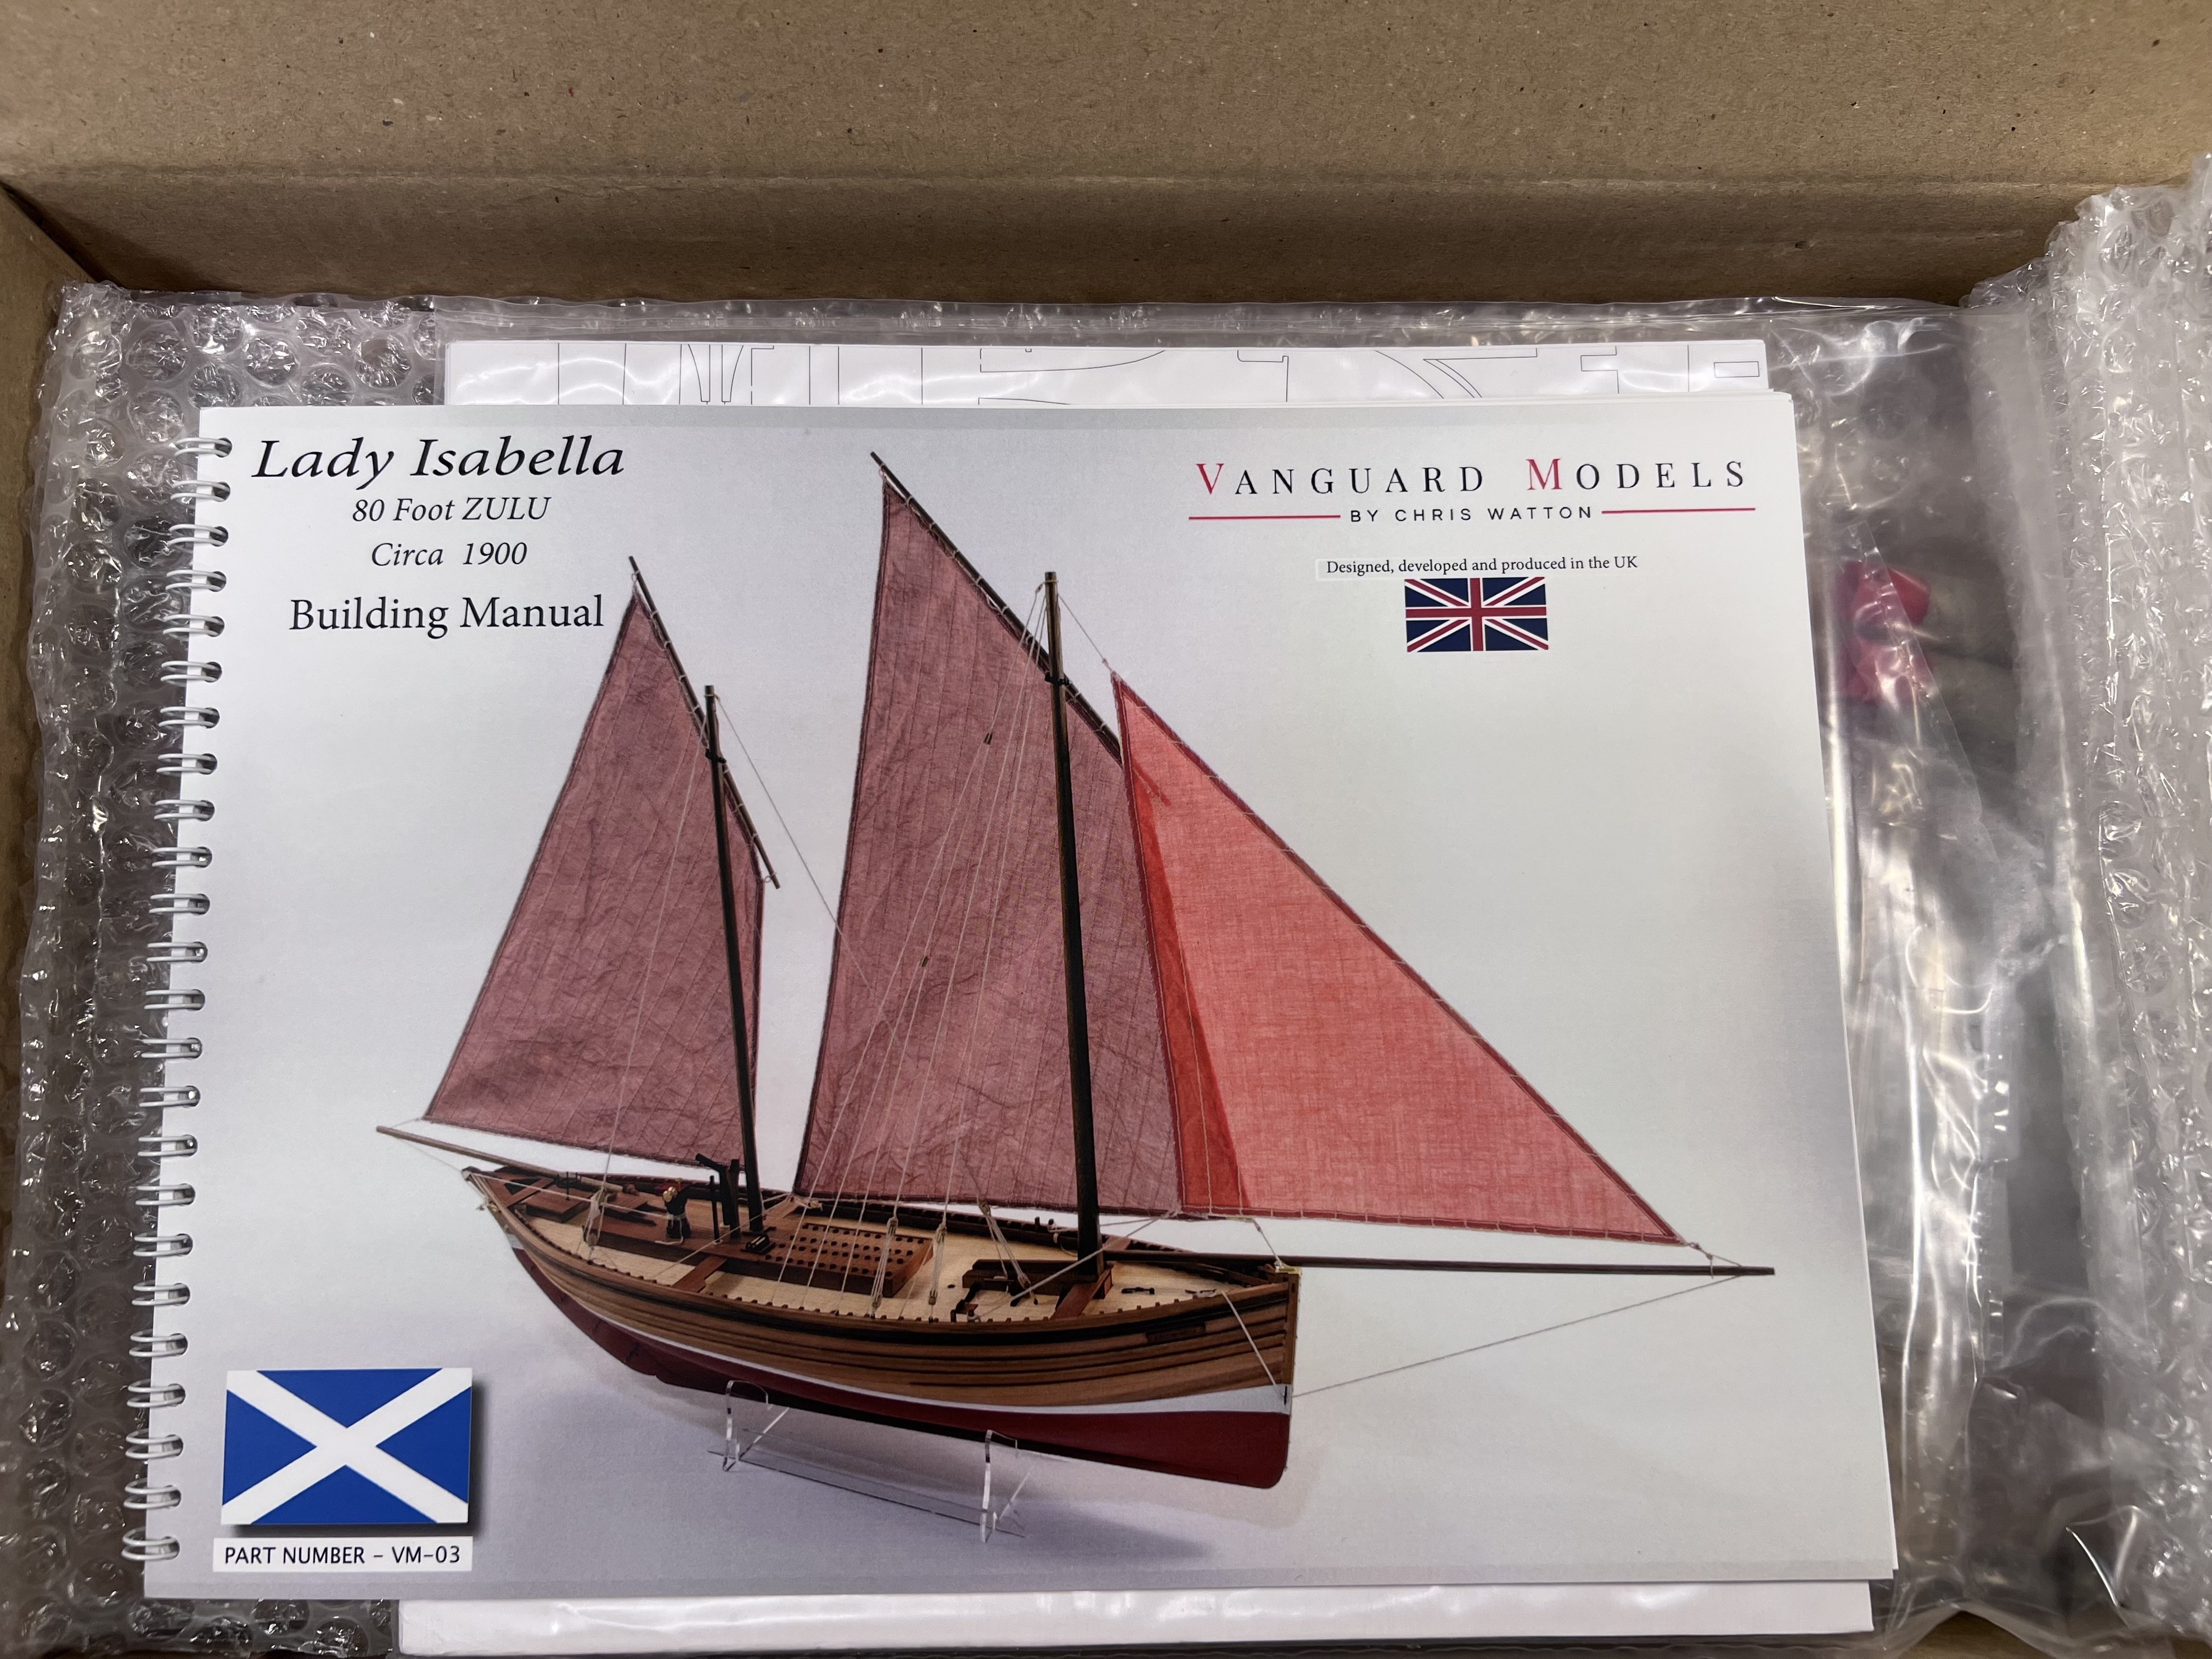 Lady Isabella
80 Foot ZULU
Circa 1900
Building Manual
VANGUARD MODELS
BY CHRIS WATTON
Designed, developed and produced in the UK
PART NUMBER - VM-03